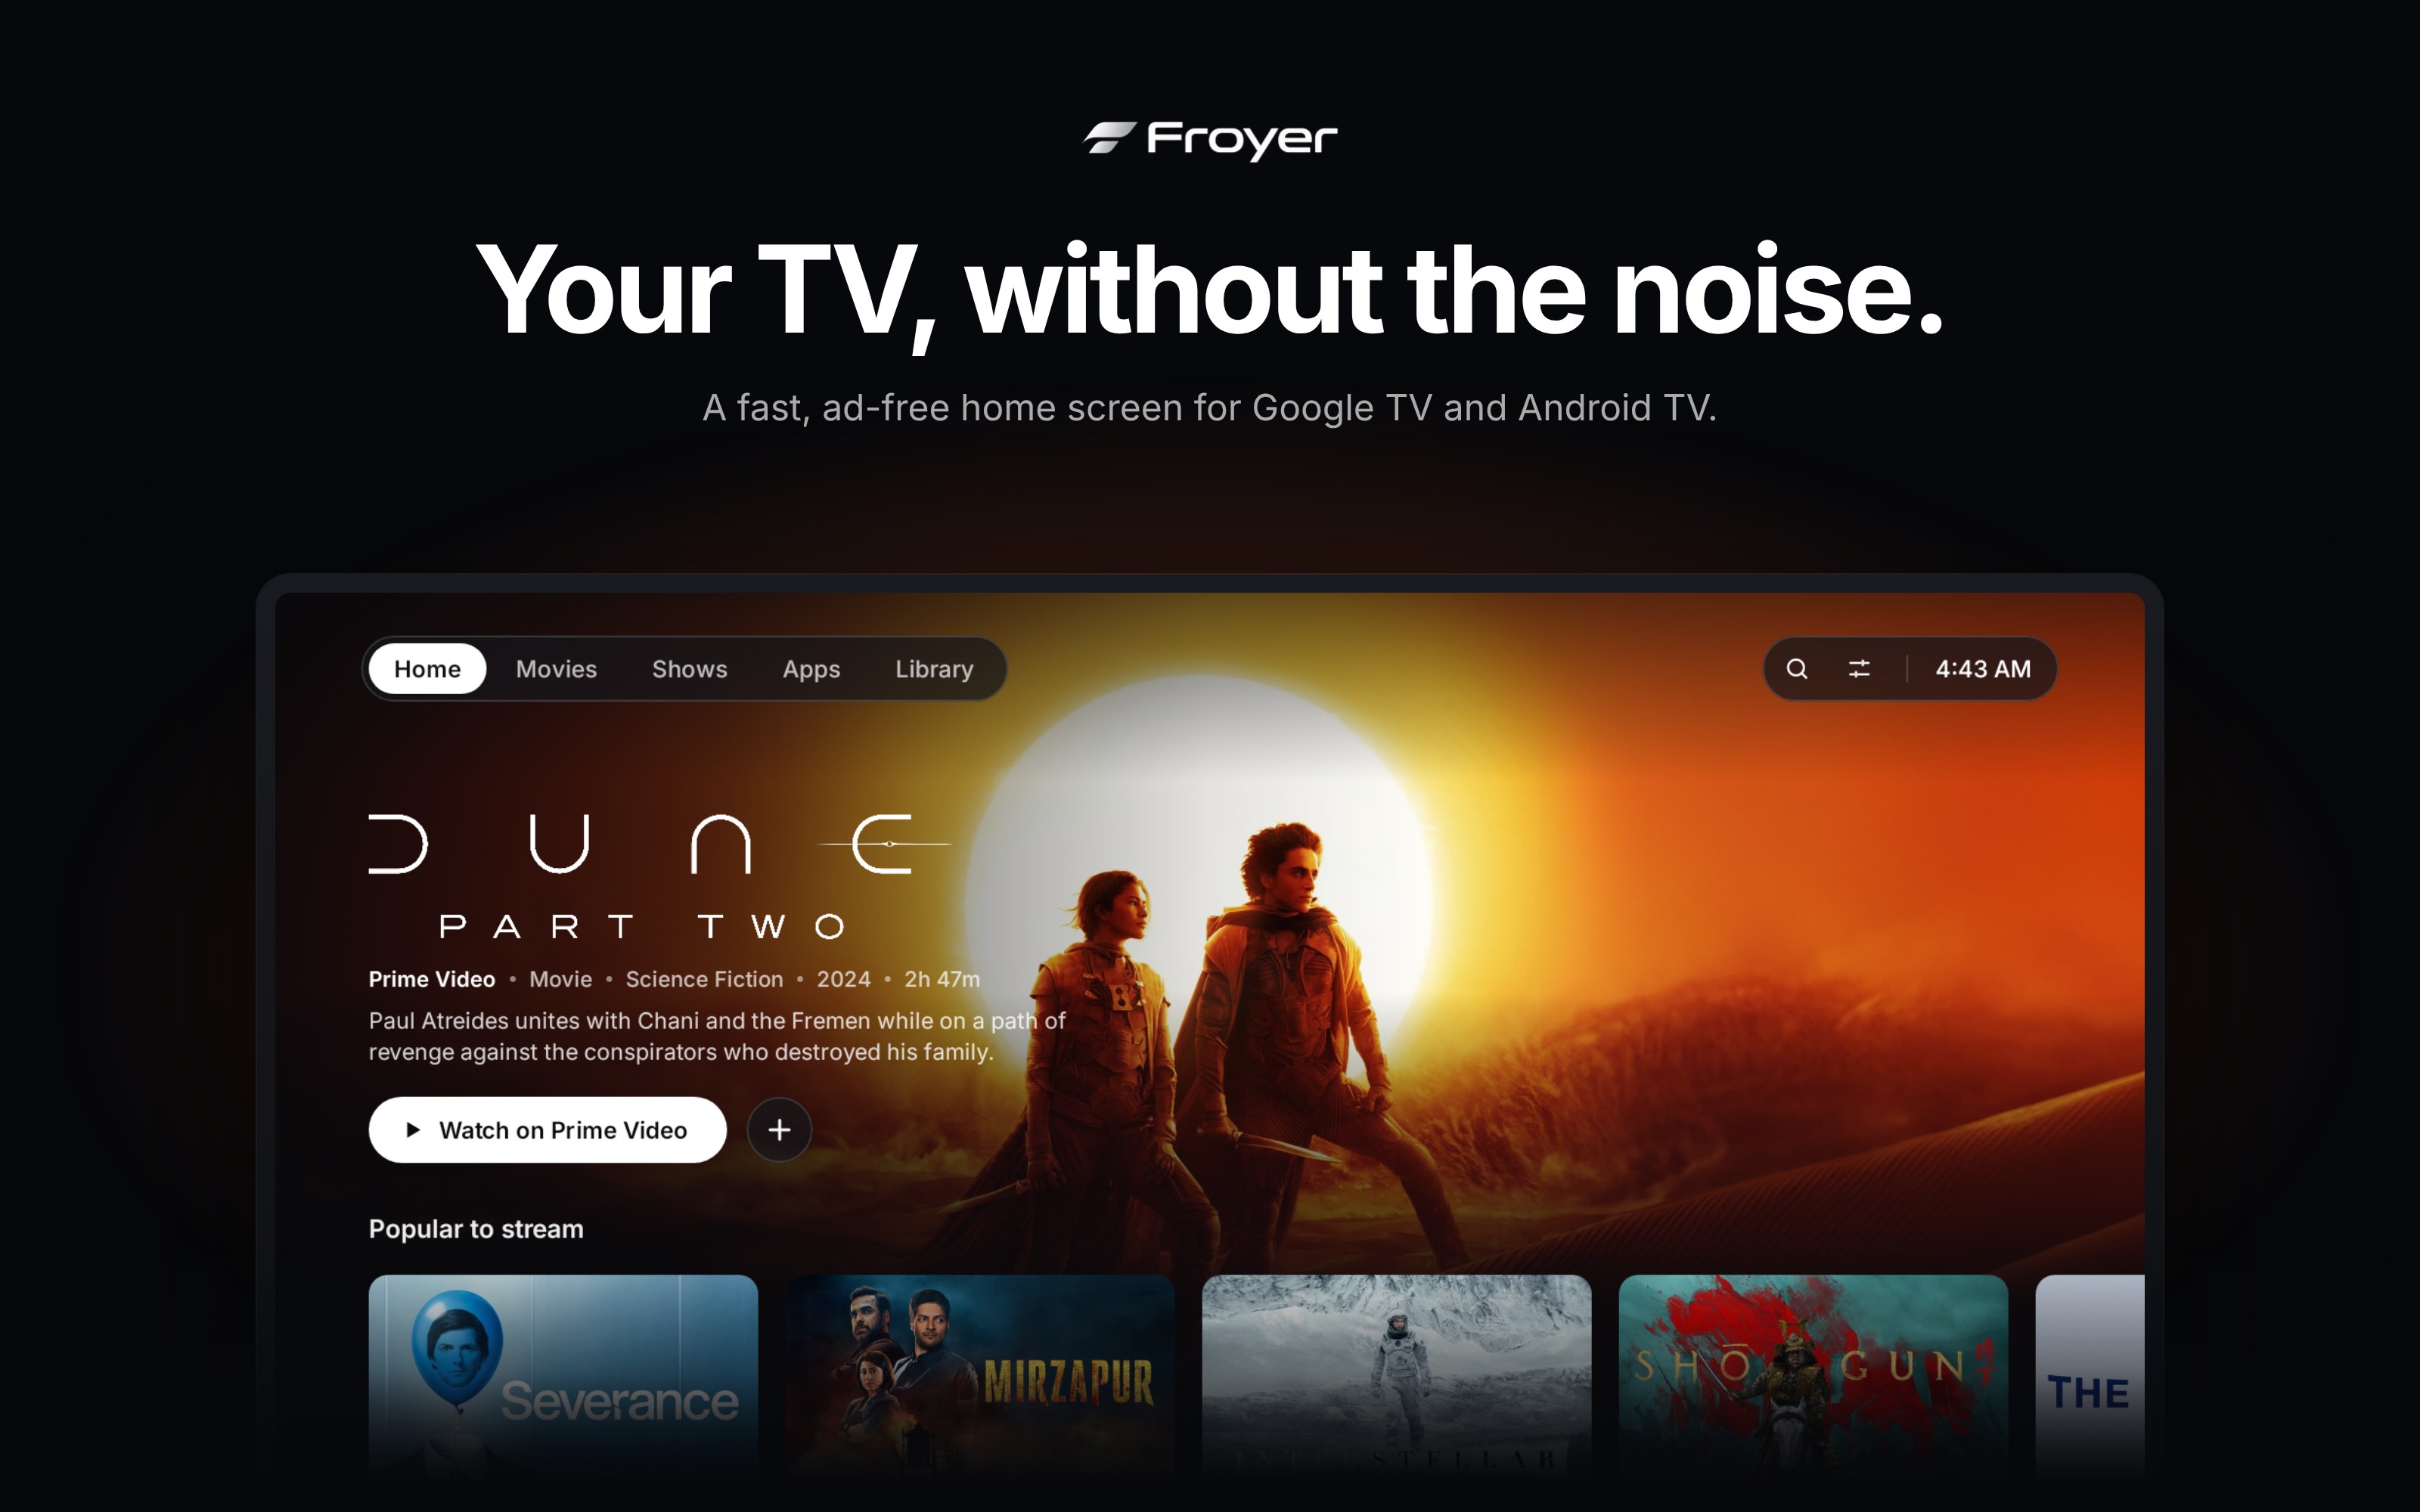 Froyer
Your TV, without the noise.
A fast, ad-free home screen for Google TV and Android TV.
Home Movies Shows Apps Library 4:43 AM
DUNE
PART TWO
Prime Video • Movie • Science Fiction • 2024 • 2h 47m
Paul Atreides unites with Chani and the Fremen while on a path of
revenge against the conspirators who destroyed his family.
Watch on Prime Video
Popular to stream
Severance
MIRZAPUR
INTERSTELLAR
SHŌGUN
THE